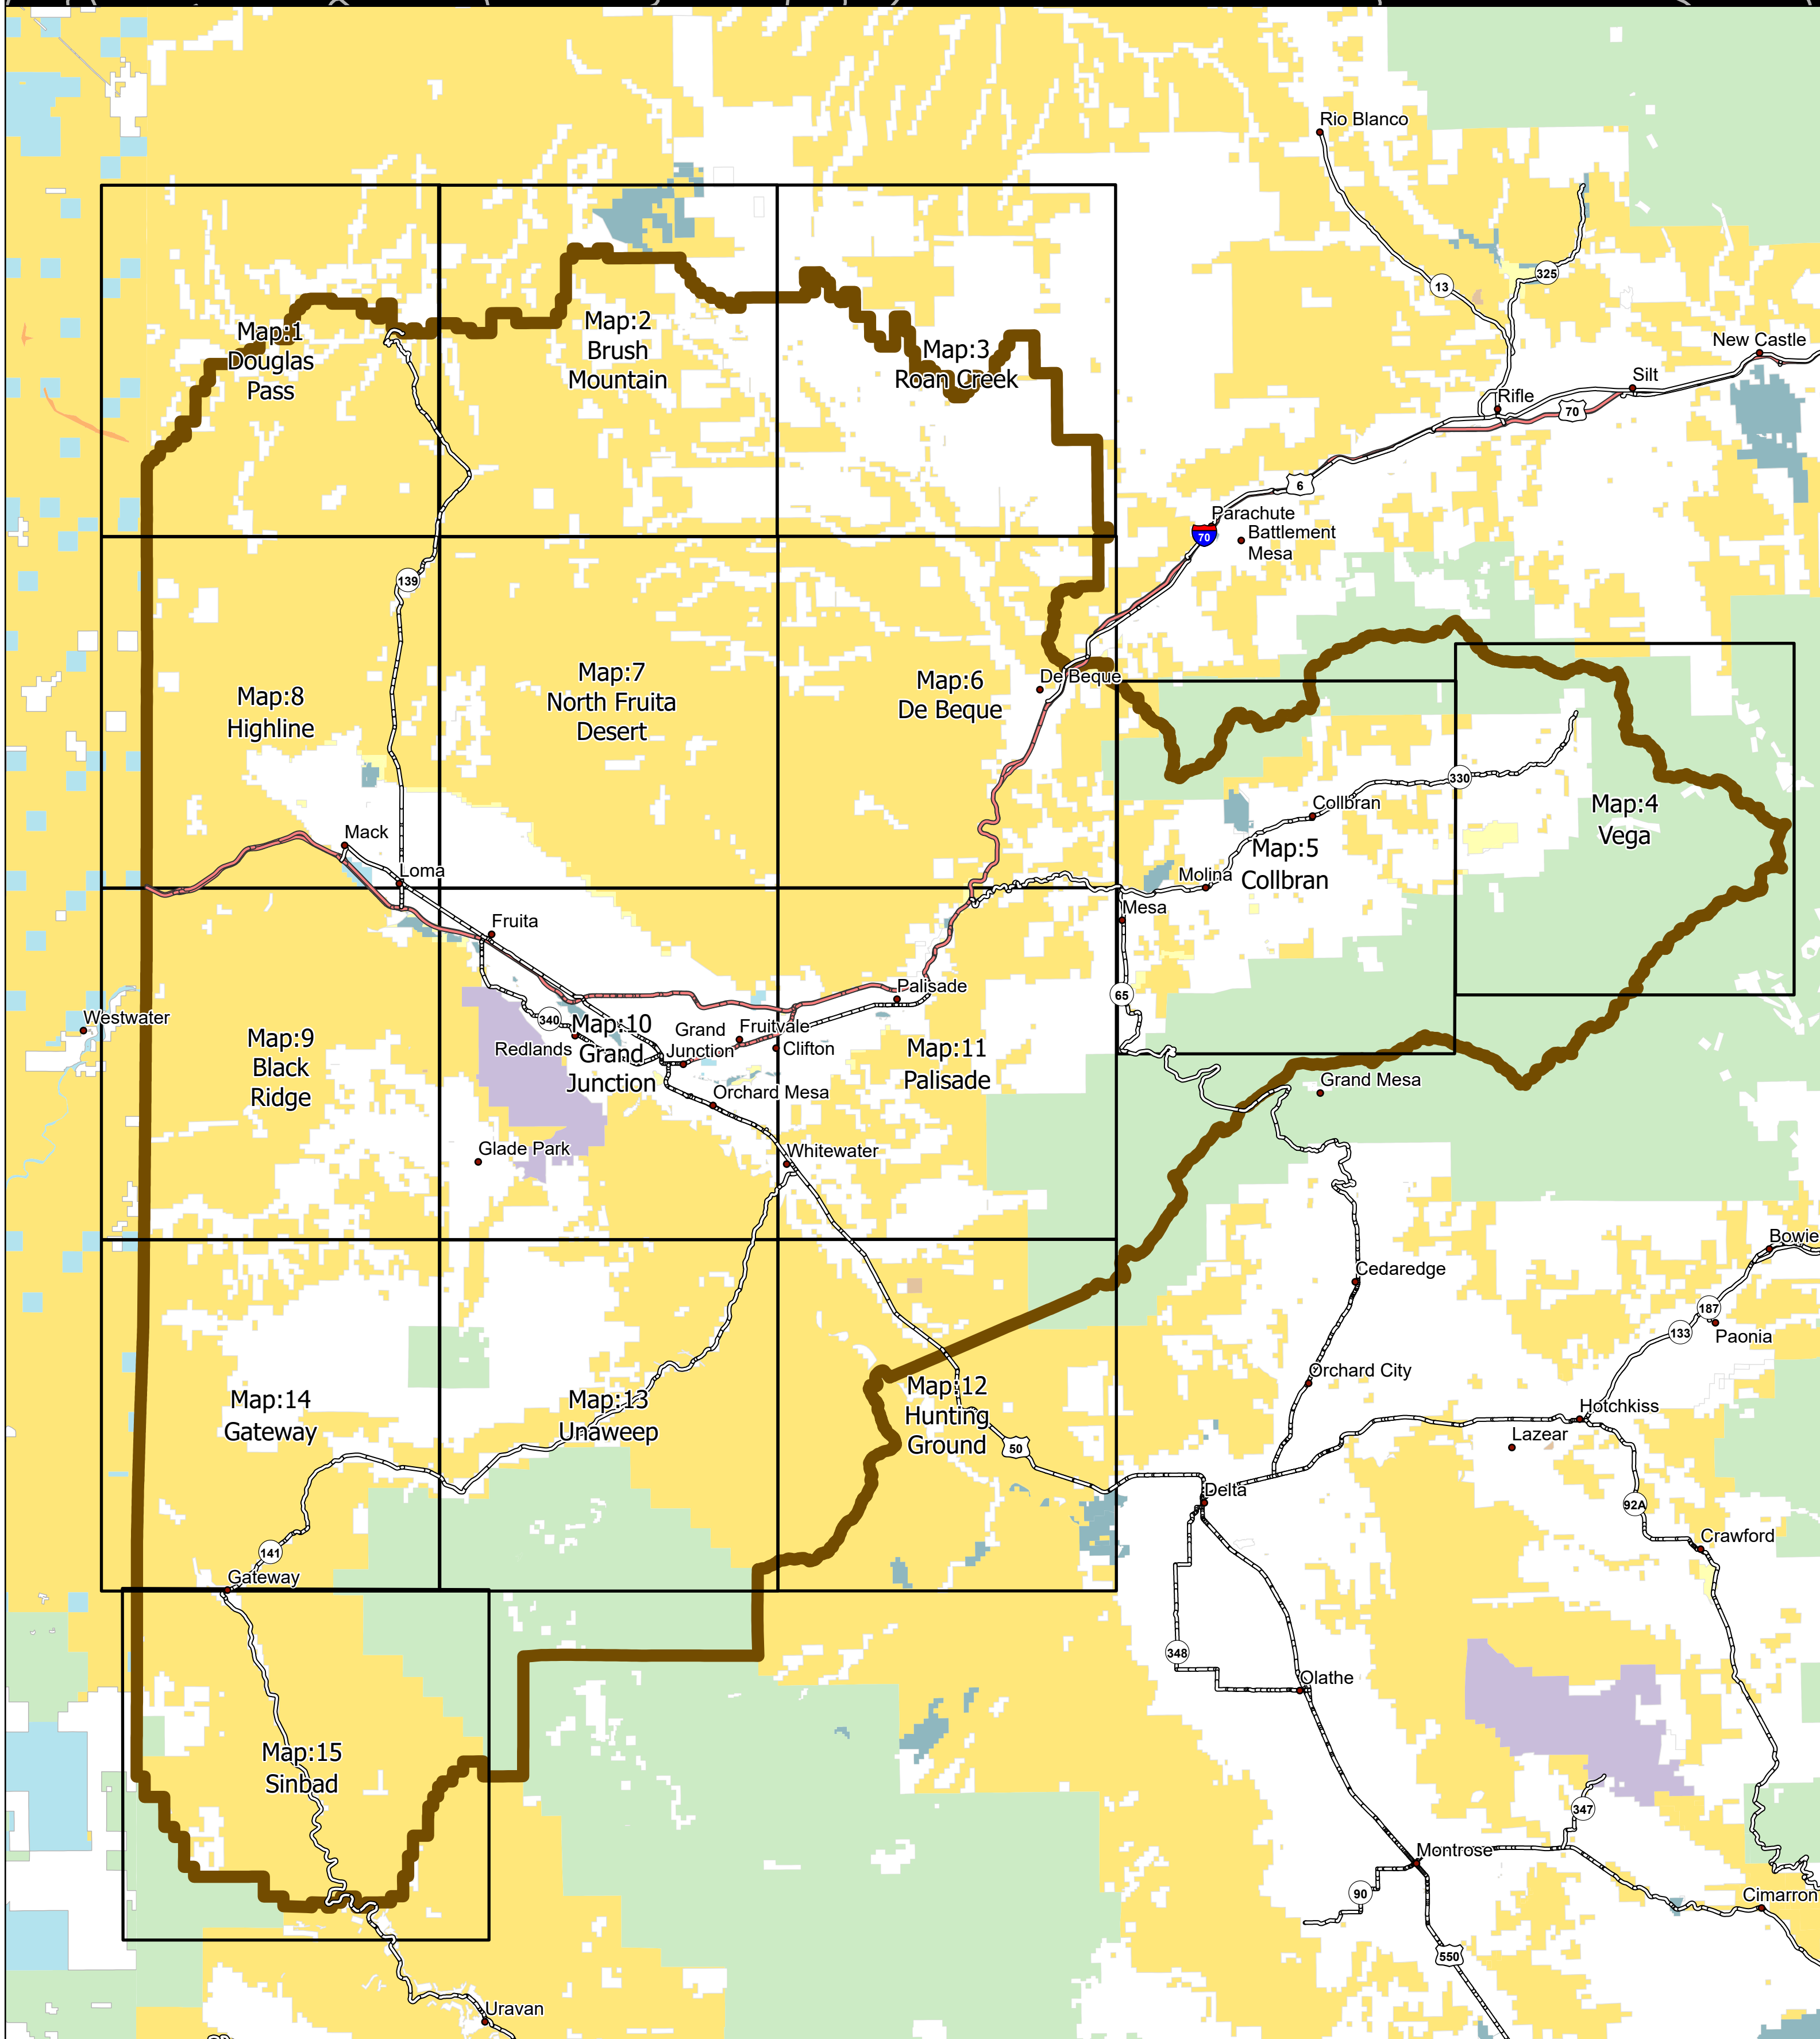 Rio Blanco
325
13
Map:1
Douglas
Pass
Map:2
Brush
Mountain
Map:3
Roan Creek
New Castle
Silt
Rifle
70
6
Parachute
70
Battlement
Mesa
139
Map:8
Highline
Map:7
North Fruita
Desert
Map:6
De Beque
De Beque
330
Map:4
Vega
Collbran
Map:5
Collbran
Molina
Mack
Loma
Mesa
Fruita
65
Palisade
Westwater
340
Redlands
Map:10
Grand
Junction
Grand
Junction
Fruitvale
Clifton
Map:9
Black
Ridge
Map:11
Palisade
Orchard Mesa
Grand Mesa
Glade Park
Whitewater
Bowie
Cedaredge
187
133
Paonia
Orchard City
Map:14
Gateway
Map:13
Unaweep
Map:12
Hunting
Ground
50
Hotchkiss
Lazear
Delta
92A
Crawford
141
Gateway
348
Olathe
Map:15
Sinbad
347
Montrose
90
Cimarron
550
Uravan